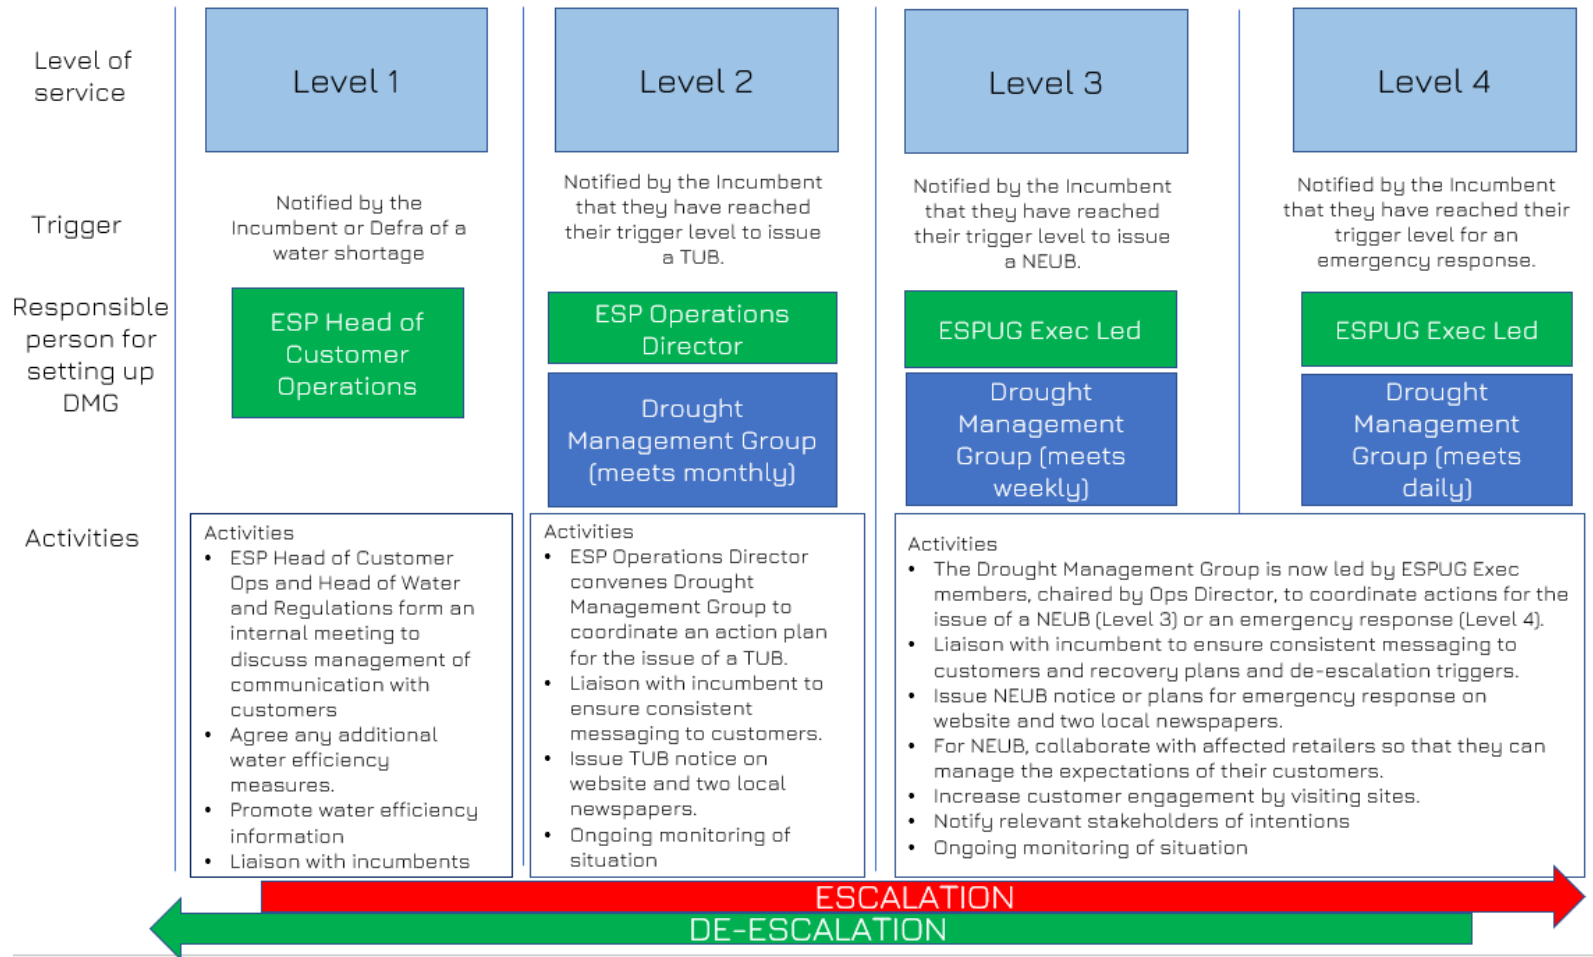 Level of
service
Level 1
Level 2
Level 3
Level 4
Trigger
Notified by the
Incumbent or Defra of a
water shortage
Notified by the Incumbent
that they have reached
their trigger level to issue
a TUB.
Notified by the Incumbent
that they have reached
their trigger level to issue
a NEUB.
Notified by the Incumbent
that they have reached their
trigger level for an
emergency response.
Responsible
person for
setting up
DMG
ESP Head of
Customer
Operations
ESP Operations
Director
Drought
Management Group
(meets monthly)
ESPUG Exec Led
Drought
Management
Group (meets
weekly)
ESPUG Exec Led
Drought
Management
Group (meets
daily)
Activities
Activities
• ESP Head of Customer
Ops and Head of Water
and Regulations form an
internal meeting to
discuss management of
communication with
customers
• Agree any additional
water efficiency
measures.
• Promote water efficiency
information
• Liaison with incumbents
Activities
• ESP Operations Director
convenes Drought
Management Group to
coordinate an action plan
for the issue of a TUB.
• Liaison with incumbent to
ensure consistent
messaging to customers.
• Issue TUB notice on
website and two local
newspapers.
• Ongoing monitoring of
situation
Activities
• The Drought Management Group is now led by ESPUG Exec
members, chaired by Ops Director, to coordinate actions for the
issue of a NEUB (Level 3) or an emergency response (Level 4).
• Liaison with incumbent to ensure consistent messaging to
customers and recovery plans and de-escalation triggers.
• Issue NEUB notice or plans for emergency response on
website and two local newspapers.
• For NEUB, collaborate with affected retailers so that they can
manage the expectations of their customers.
• Increase customer engagement by visiting sites.
• Notify relevant stakeholders of intentions
• Ongoing monitoring of situation
ESCALATION
DE-ESCALATION